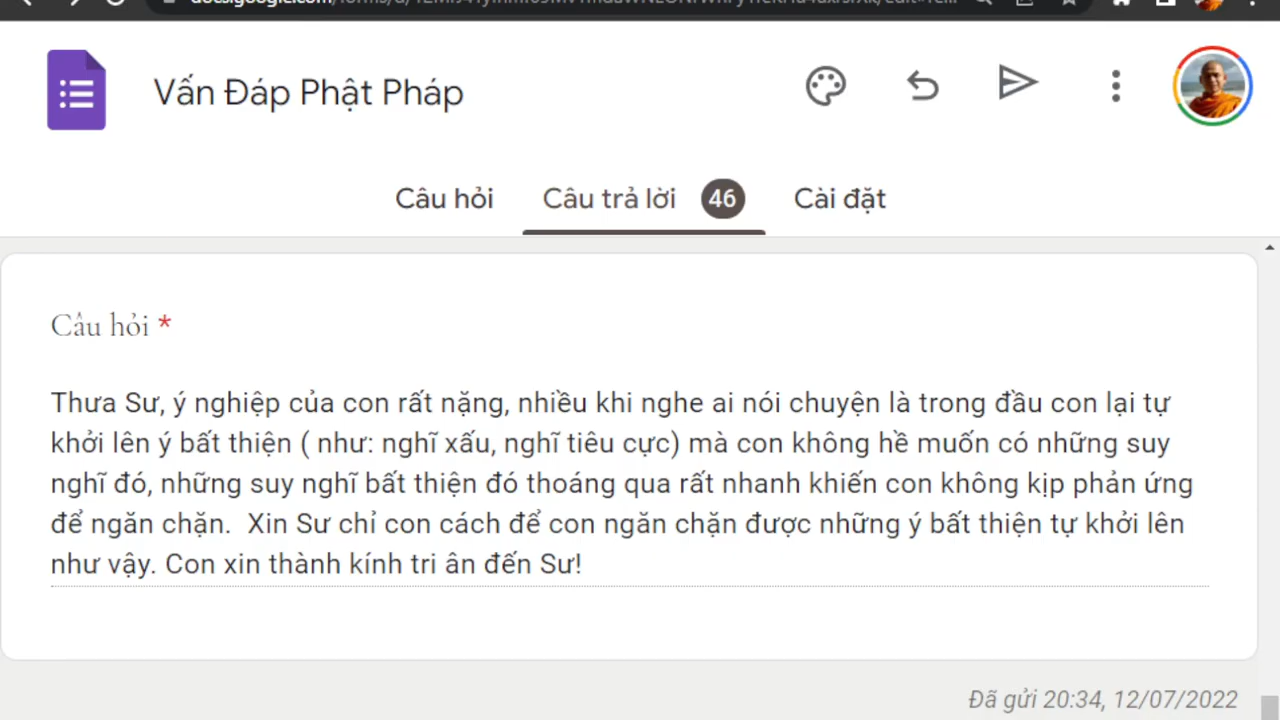 Vấn Đáp Phật Pháp
Câu hỏi
Câu trả lời 46
Cài đặt
Câu hỏi *
Thưa Sư, ý nghiệp của con rất nặng, nhiều khi nghe ai nói chuyện là trong đầu con lại tự
khởi lên ý bất thiện ( như: nghĩ xấu, nghĩ tiêu cực) mà con không hề muốn có những suy
nghĩ đó, những suy nghĩ bất thiện đó thoáng qua rất nhanh khiến con không kịp phản ứng
để ngăn chặn. Xin Sư chỉ con cách để con ngăn chặn được những ý bất thiện tự khởi lên
như vậy. Con xin thành kính tri ân đến Sư!
Đã gửi 20:34, 12/07/2022